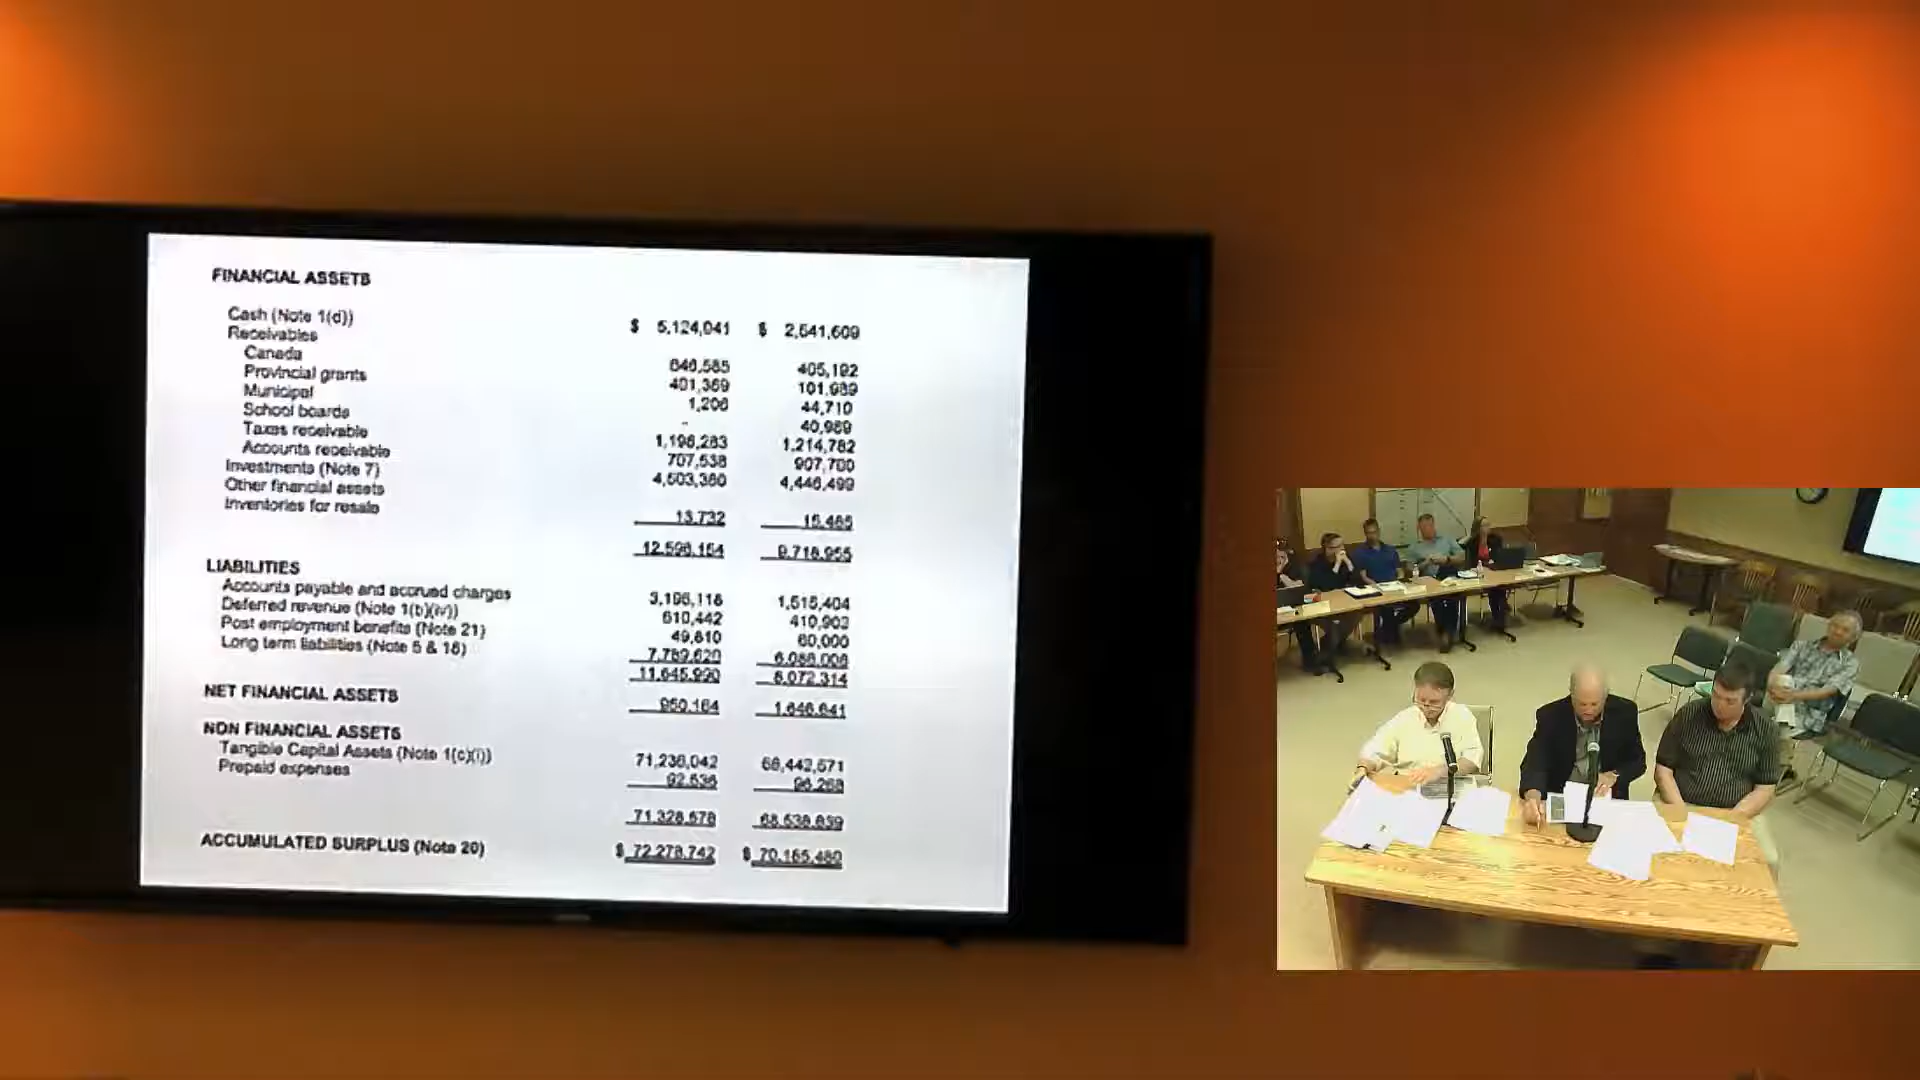 FINANCIAL ASSETS
Cash (Note 1(d)) $ 5,124,041 $ 2,541,609
Receivables
Canada 646,585 405,192
Provincial grants 401,369 101,989
Municipal 1,206 44,710
School boards - 40,989
Taxes receivable 1,196,283 1,214,782
Accounts receivable 707,538 907,700
Investments (Note 7) 4,503,380 4,446,499
Other financial assets
Inventories for resale 13,732 15,485
12,598,154 9,718,955
LIABILITIES
Accounts payable and accrued charges 3,196,118 1,515,404
Deferred revenue (Note 1(b)(iv)) 610,442 410,902
Post employment benefits (Note 21) 49,810 60,000
Long term liabilities (Note 5 & 18) 7,789,620 6,086,008
11,645,990 8,072,314
NET FINANCIAL ASSETS 950,164 1,646,641
NON FINANCIAL ASSETS
Tangible Capital Assets (Note 1(c)(i)) 71,236,042 68,442,571
Prepaid expenses 92,536 96,268
71,328,578 68,538,839
ACCUMULATED SURPLUS (Note 20) $ 72,278,742 $ 70,185,480